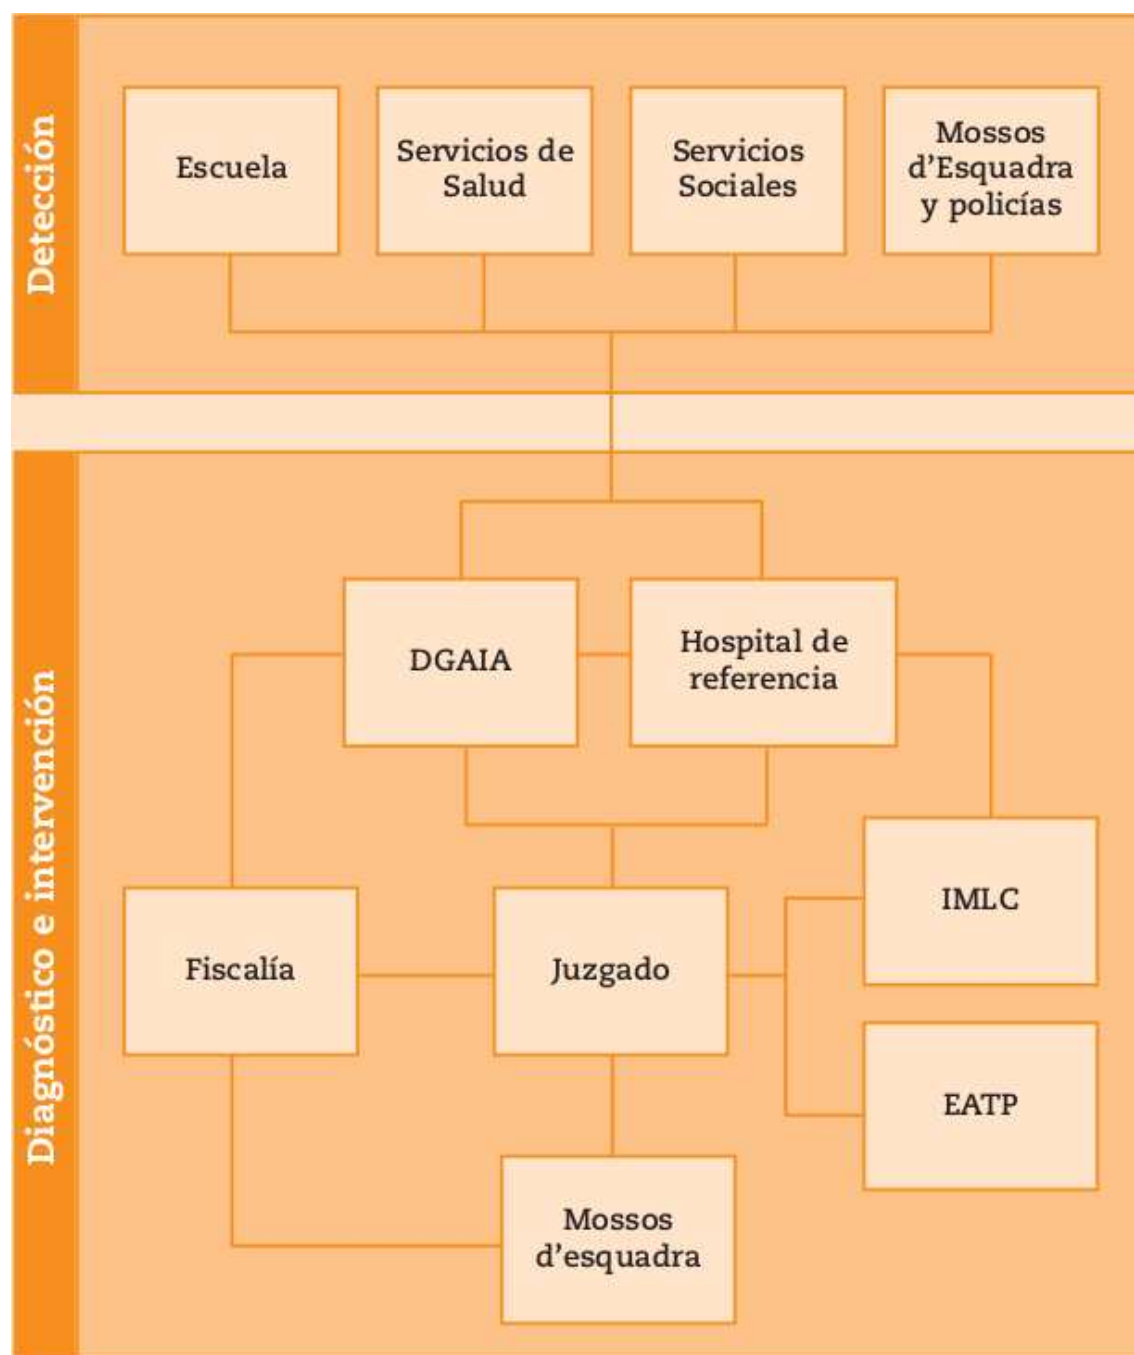 Detección
Escuela
Servicios de
Salud
Servicios
Sociales
Mossos
d'Esquadra
y policías
Diagnóstico e intervención
DGAIA
Hospital de
referencia
IMLC
Fiscalía
Juzgado
EATP
Mossos
d'esquadra